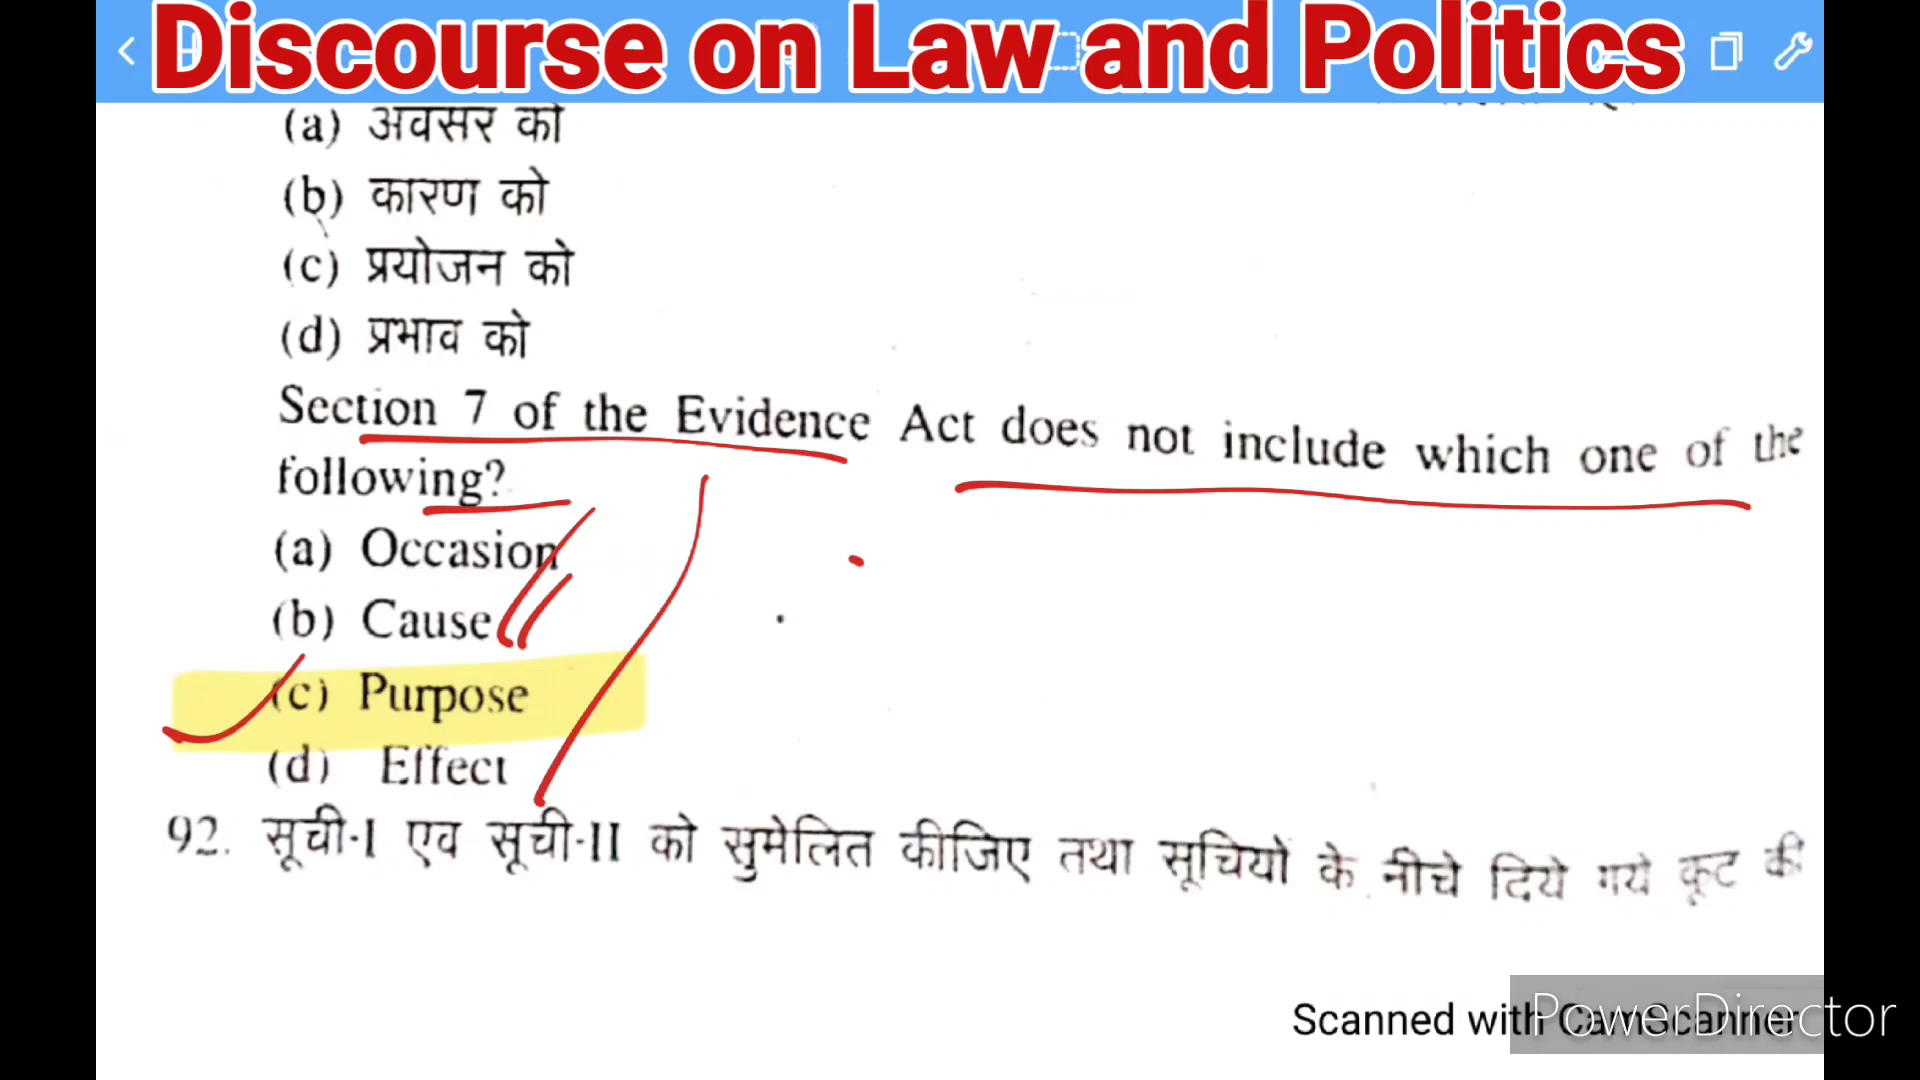 Discourse on Law and Politics
(a) अवसर को
(b) कारण को
(c) प्रयोजन को
(d) प्रभाव को
Section 7 of the Evidence Act does not include which one of the
following?
(a) Occasion
(b) Cause
(c) Purpose
(d) Effect
92. सूची-I एव सूची-II को सुमेलित कीजिए तथा सूचियो के नीचे दिये गये कूट की
Scanned with CamScanner
PowerDirector